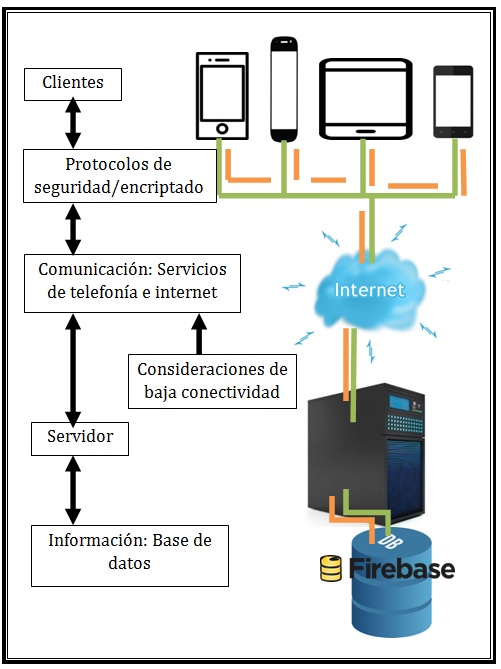 Clientes
Protocolos de
seguridad/encriptado
Comunicación: Servicios
de telefonía e internet
Internet
Consideraciones de
baja conectividad
Servidor
Información: Base de
datos
DB
Firebase